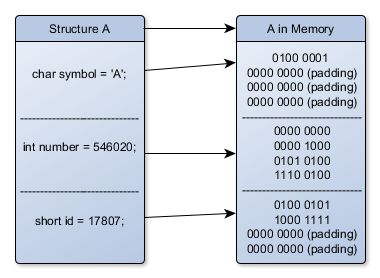 Structure A
char symbol = 'A';
int number = 546020;
short id = 17807;
A in Memory
0100 0001
0000 0000 (padding)
0000 0000 (padding)
0000 0000 (padding)
0000 0000
0000 1000
0101 0100
1110 0100
0100 0101
1000 1111
0000 0000 (padding)
0000 0000 (padding)